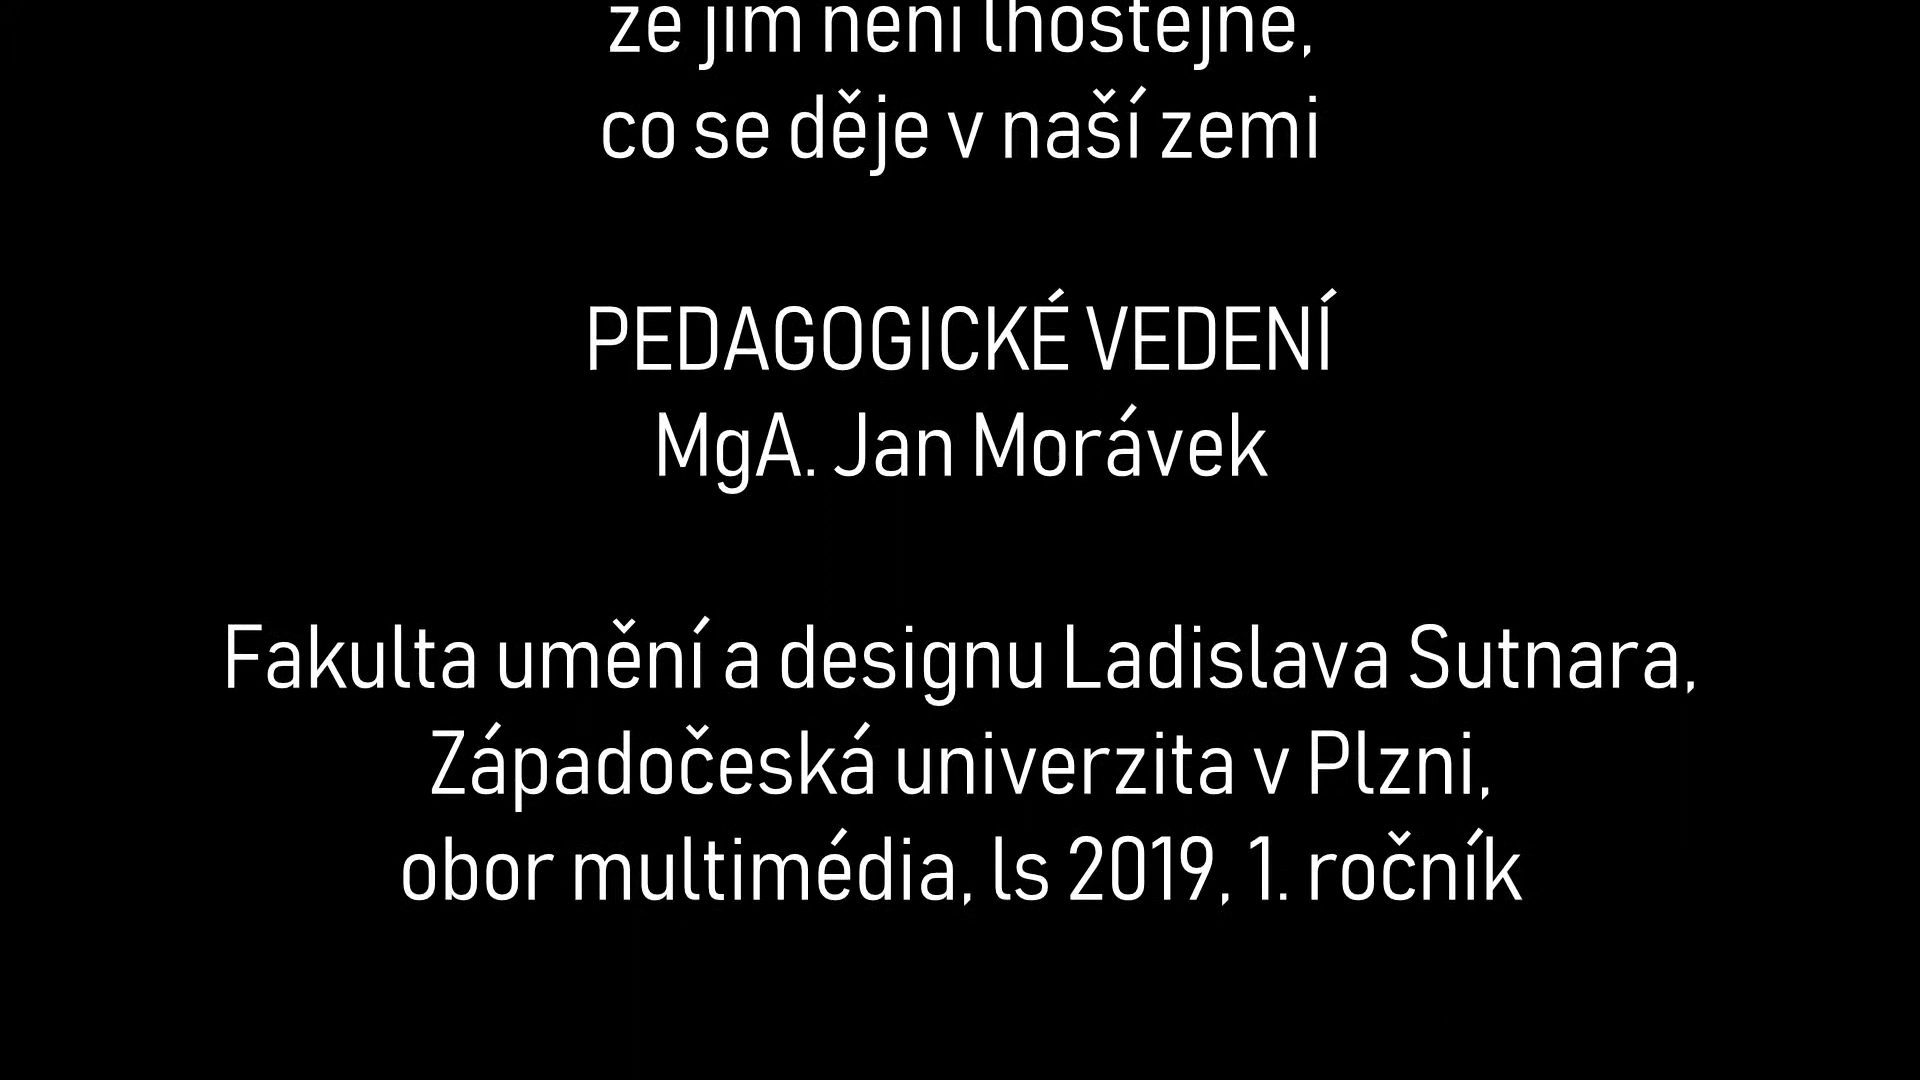 že jim není lhostejné,
co se děje v naší zemi
PEDAGOGICKÉ VEDENÍ
MgA. Jan Morávek
Fakulta umění a designu Ladislava Sutnara,
Západočeská univerzita v Plzni,
obor multimédia, ls 2019, 1. ročník